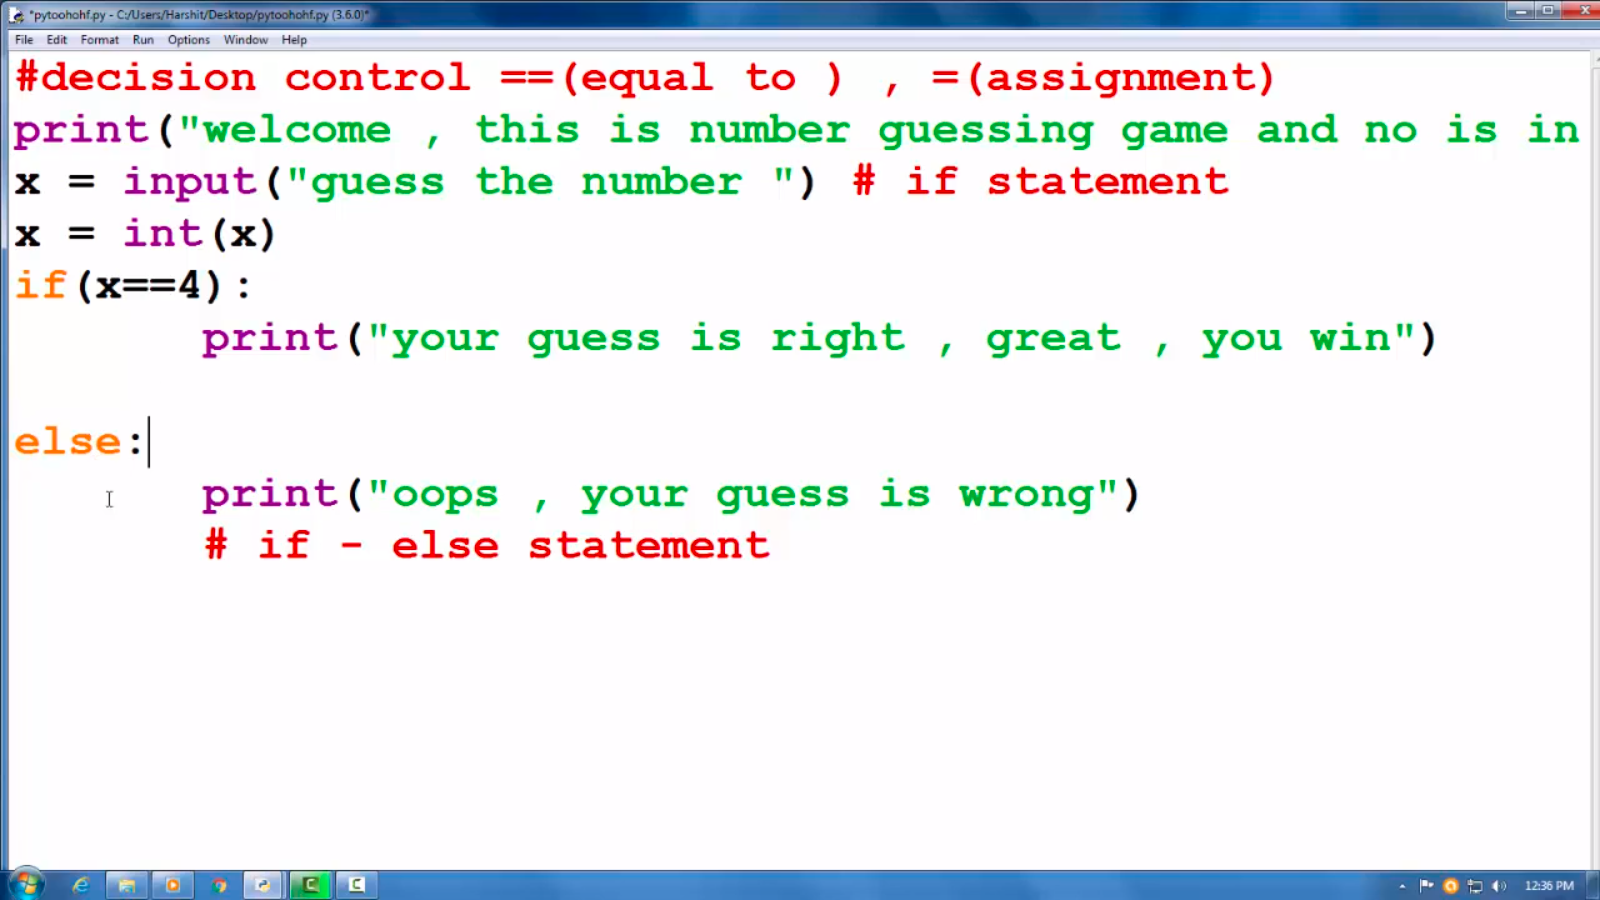 *pytoohohf.py - C:/Users/Harshit/Desktop/pytoohohf.py (3.6.0)*
File Edit Format Run Options Window Help
#decision control ==(equal to ) , =(assignment)
print("welcome , this is number guessing game and no is in
x = input("guess the number ") # if statement
x = int(x)
if(x==4):
print("your guess is right , great , you win")
else:
print("oops , your guess is wrong")
# if - else statement
12:36 PM